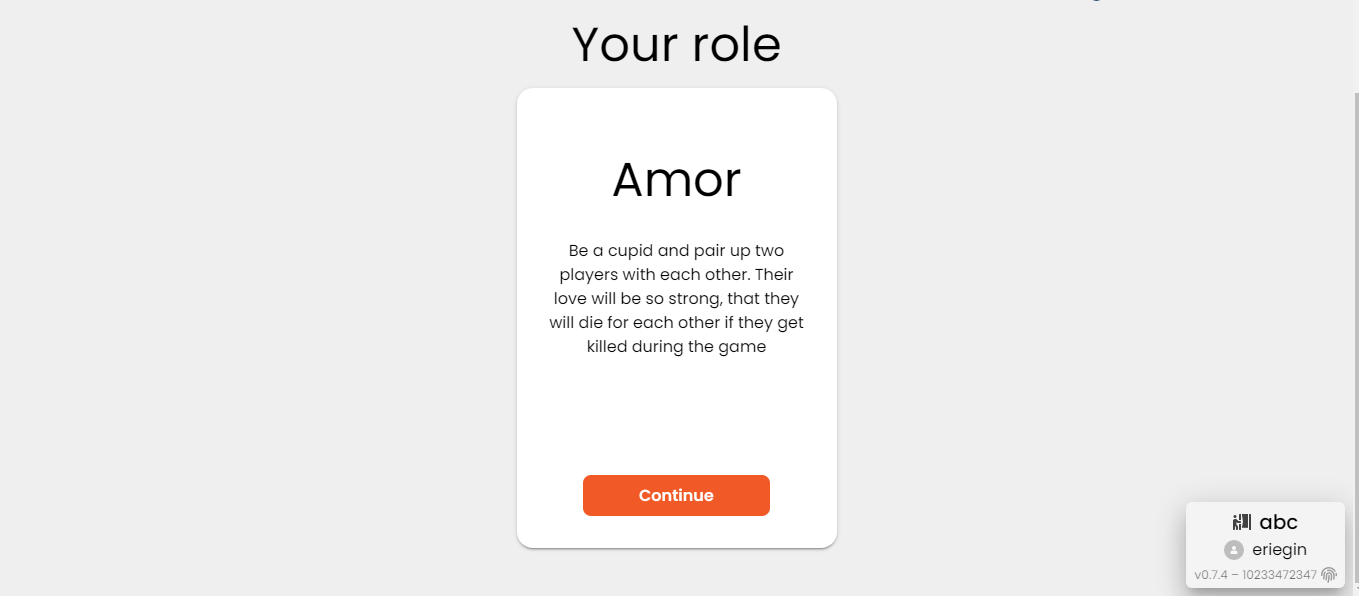 Your role
Amor
Be a cupid and pair up two
players with each other. Their
love will be so strong, that they
will die for each other if they get
killed during the game
Continue
abc
eriegin
v0.7.4 – 10233472347